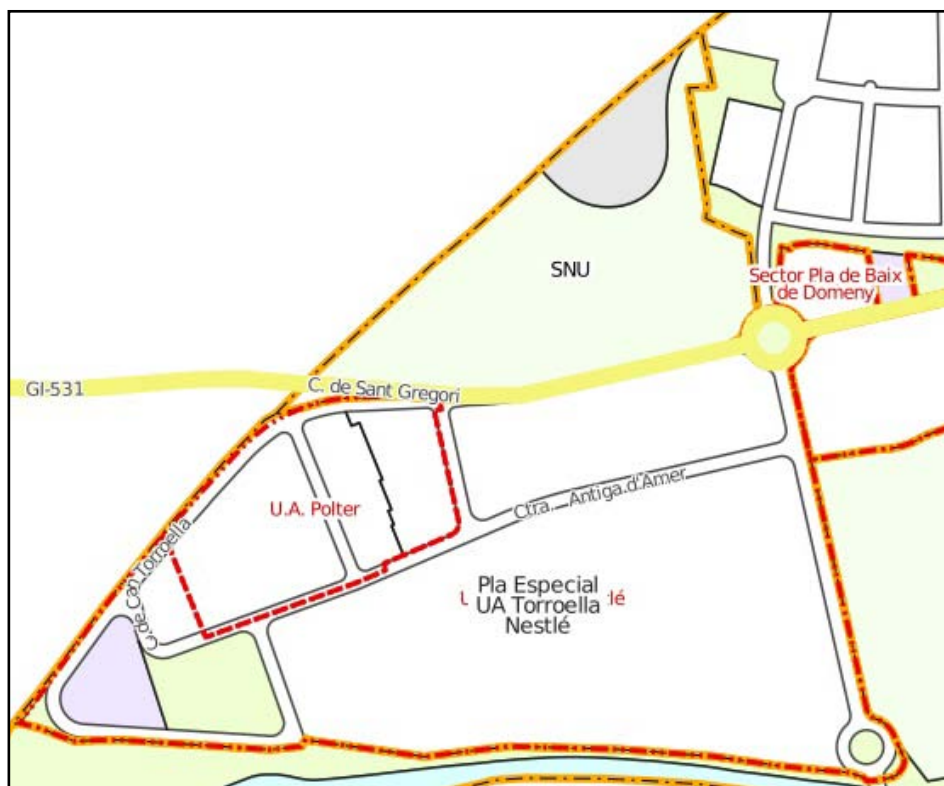 SNU
Sector Pla de Baix
de Domeny
GI-531
C. de Sant Gregori
Ctra. Antiga.d'Amer
U.A. Polter
C.de Can Torroella
Pla Especial
UA Torroella
Nestlé